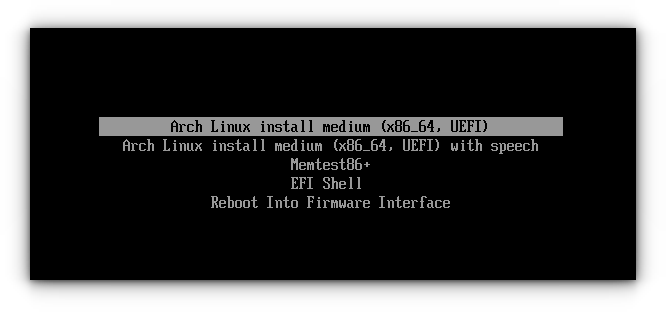 Arch Linux install medium (x86_64, UEFI)
Arch Linux install medium (x86_64, UEFI) with speech
Memtest86+
EFI Shell
Reboot Into Firmware Interface